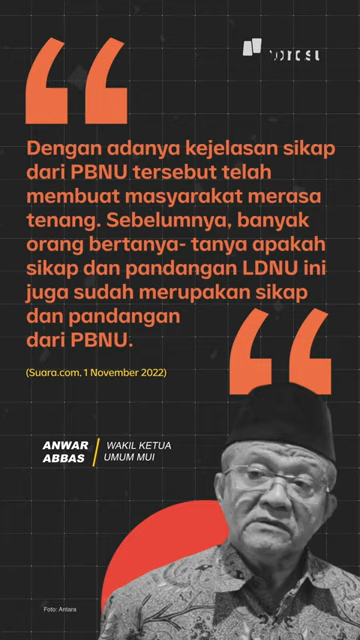 Dengan adanya kejelasan sikap
dari PBNU tersebut telah
membuat masyarakat merasa
tenang. Sebelumnya, banyak
orang bertanya- tanya apakah
sikap dan pandangan LDNU ini
juga sudah merupakan sikap
dan pandangan
dari PBNU.
(Suara.com. 1 November 2022)
ANWAR
ABBAS
WAKIL KETUA
UMUM MUI
Foto: Antara